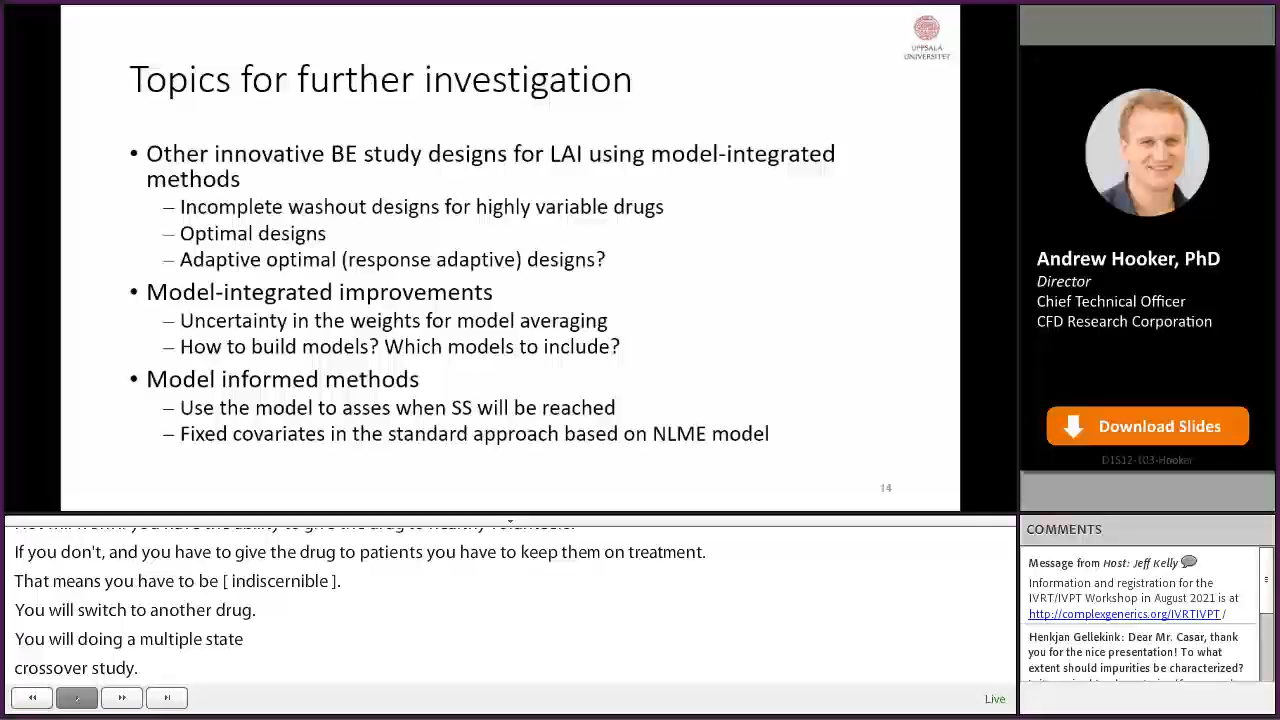 UPPSALA
UNIVERSITET
Topics for further investigation
• Other innovative BE study designs for LAI using model-integrated
methods
– Incomplete washout designs for highly variable drugs
– Optimal designs
– Adaptive optimal (response adaptive) designs?
• Model-integrated improvements
– Uncertainty in the weights for model averaging
– How to build models? Which models to include?
• Model informed methods
– Use the model to asses when SS will be reached
– Fixed covariates in the standard approach based on NLME model
14
Andrew Hooker, PhD
Director
Chief Technical Officer
CFD Research Corporation
Download Slides
D1S12-103-Hooker
If you don't, and you have to give the drug to patients you have to keep them on treatment.
That means you have to be [ indiscernible ].
You will switch to another drug.
You will doing a multiple state
crossover study.
Live
COMMENTS
Message from Host: Jeff Kelly
Information and registration for the
IVRT/IVPT Workshop in August 2021 is at
http://complexgenerics.org/IVRTIVPT /
Henkjan Gellekink: Dear Mr. Casar, thank
you for the nice presentation! To what
extent should impurities be characterized?